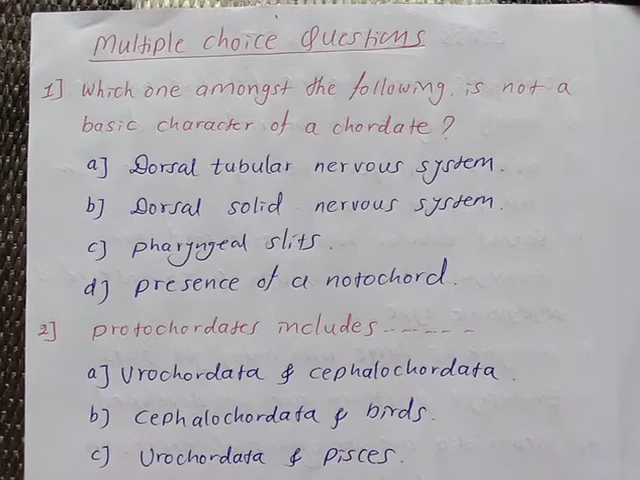 Multiple choice Questions
1] which one amongst the following, is not a
basic character of a chordate?
a] Dorsal tubular nervous system.
b] Dorsal solid nervous system.
c] pharyngeal slits.
d] presence of a notochord.
2] protochordates includes -----
a] Urochordata & cephalochordata.
b] Cephalochordata & birds.
c] Urochordata & pisces.